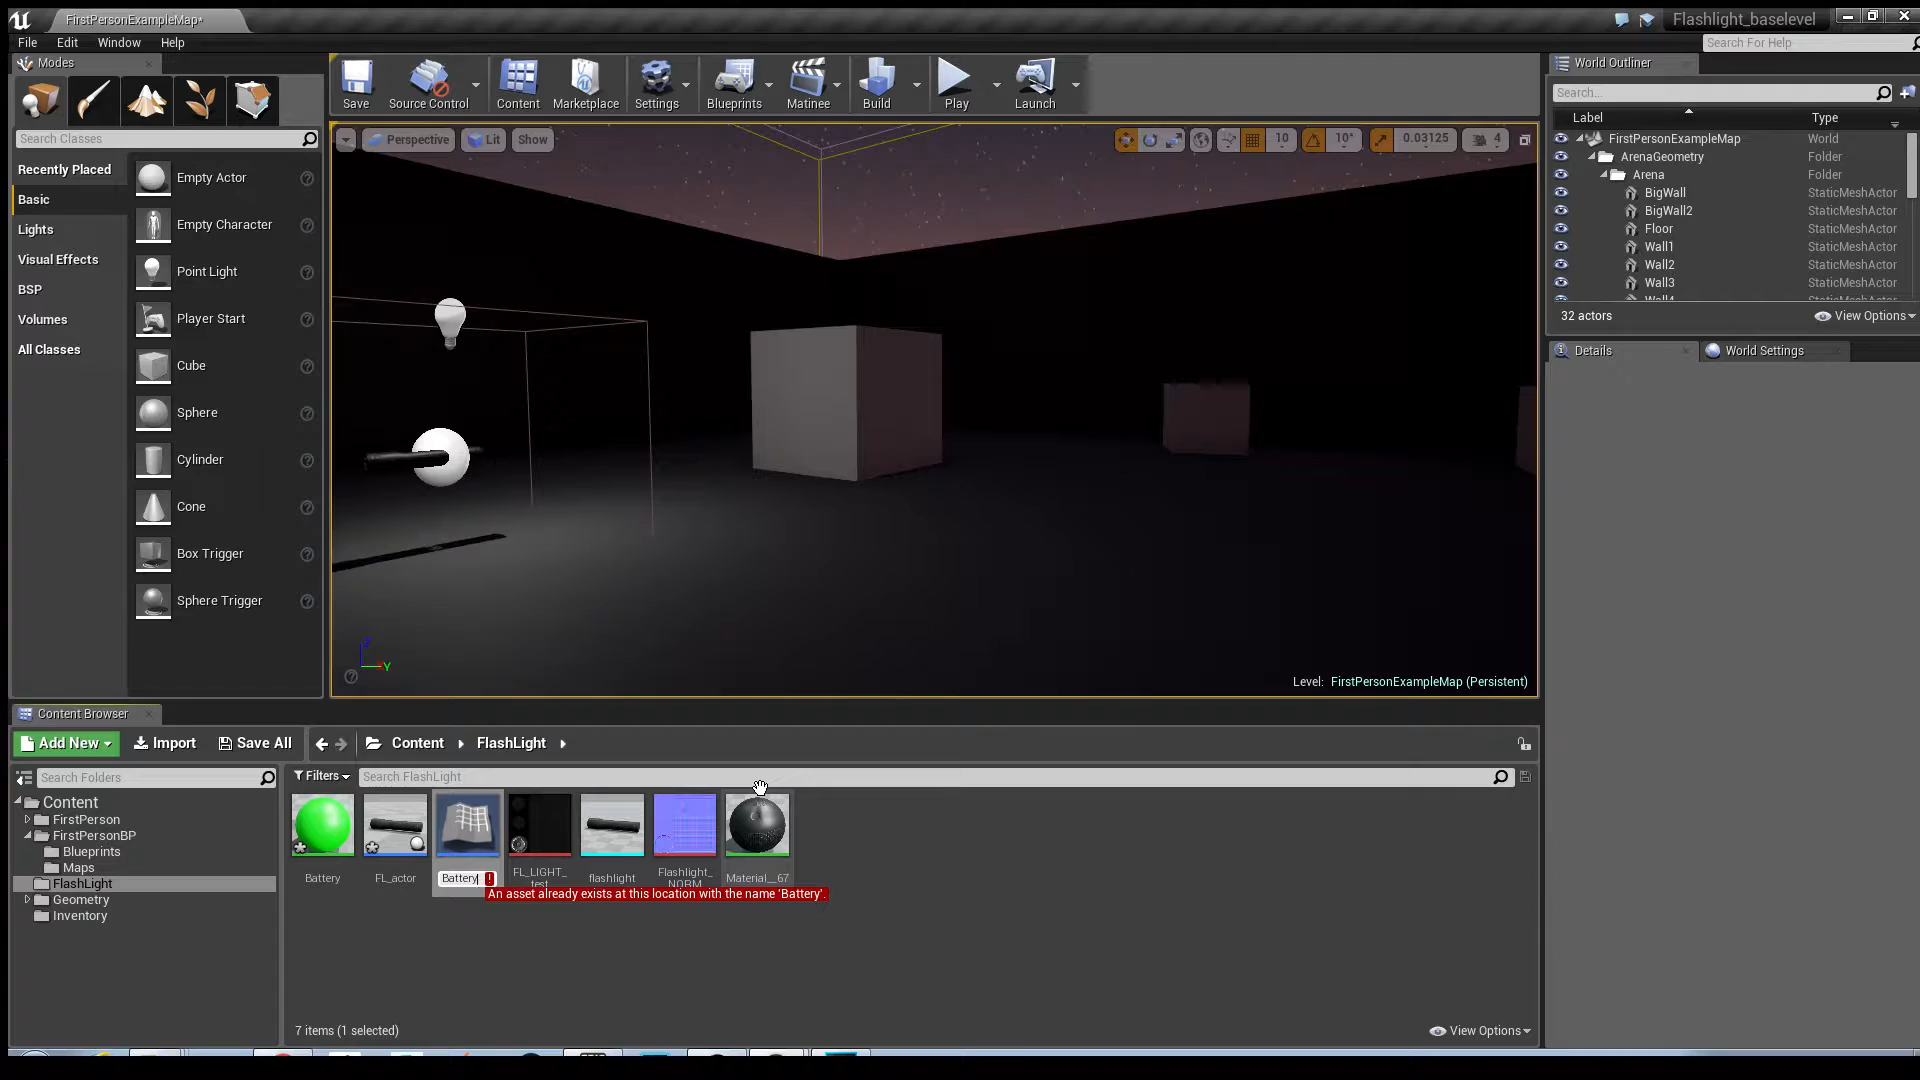 FirstPersonExampleMap*
Flashlight_baselevel
File Edit Window Help
Search For Help
Modes
Search Classes
Recently Placed
Basic
Lights
Visual Effects
BSP
Volumes
All Classes
Empty Actor
Empty Character
Point Light
Player Start
Cube
Sphere
Cylinder
Cone
Box Trigger
Sphere Trigger
Save
Source Control
Content
Marketplace
Settings
Blueprints
Matinee
Build
Play
Launch
Perspective
Lit
Show
10
10°
0.03125
4
Y
Level: FirstPersonExampleMap (Persistent)
World Outliner
Search...
Label Type
FirstPersonExampleMap World
ArenaGeometry Folder
Arena Folder
BigWall StaticMeshActor
BigWall2 StaticMeshActor
Floor StaticMeshActor
Wall1 StaticMeshActor
Wall2 StaticMeshActor
Wall3 StaticMeshActor
Wall4
32 actors
View Options
Details
World Settings
Content Browser
Add New
Import
Save All
Content
FlashLight
Search Folders
Filters
Search FlashLight
Content
FirstPerson
FirstPersonBP
Blueprints
Maps
FlashLight
Geometry
Inventory
Battery
FL_actor
Battery
FL_LIGHT_
test
flashlight
Flashlight_
NORM
Material__67
An asset already exists at this location with the name 'Battery'.
7 items (1 selected)
View Options